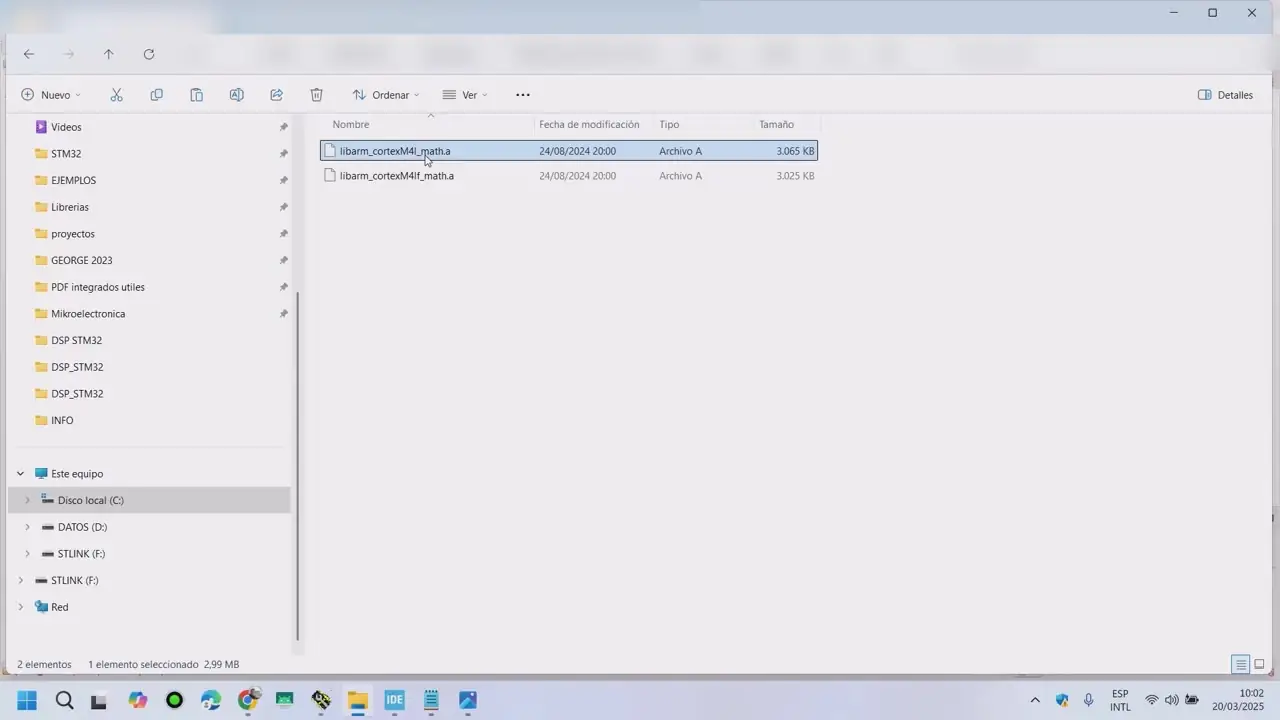 Nuevo Ordenar Ver Detalles
Nombre Fecha de modificación Tipo Tamaño
libarm_cortexM4l_math.a 24/08/2024 20:00 Archivo A 3.065 KB
libarm_cortexM4lf_math.a 24/08/2024 20:00 Archivo A 3.025 KB
Videos
STM32
EJEMPLOS
Librerias
proyectos
GEORGE 2023
PDF integrados utiles
Mikroelectronica
DSP STM32
DSP_STM32
DSP_STM32
INFO
Este equipo
Disco local (C:)
DATOS (D:)
STLINK (F:)
STLINK (F:)
Red
2 elementos 1 elemento seleccionado 2,99 MB
IDE
ESP
INTL
10:02
20/03/2025